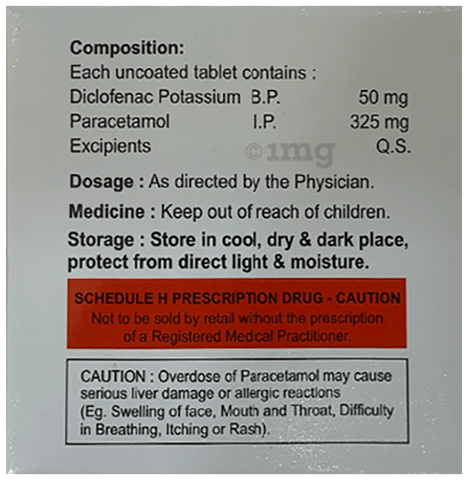 Composition:
Each uncoated tablet contains :
Diclofenac Potassium B.P. 50 mg
Paracetamol I.P. 325 mg
Excipients Q.S.
©1mg
Dosage : As directed by the Physician.
Medicine : Keep out of reach of children.
Storage : Store in cool, dry & dark place,
protect from direct light & moisture.
SCHEDULE H PRESCRIPTION DRUG - CAUTION
Not to be sold by retail without the prescription
of a Registered Medical Practitioner.
CAUTION : Overdose of Paracetamol may cause
serious liver damage or allergic reactions
(Eg. Swelling of face, Mouth and Throat, Difficulty
in Breathing, Itching or Rash).